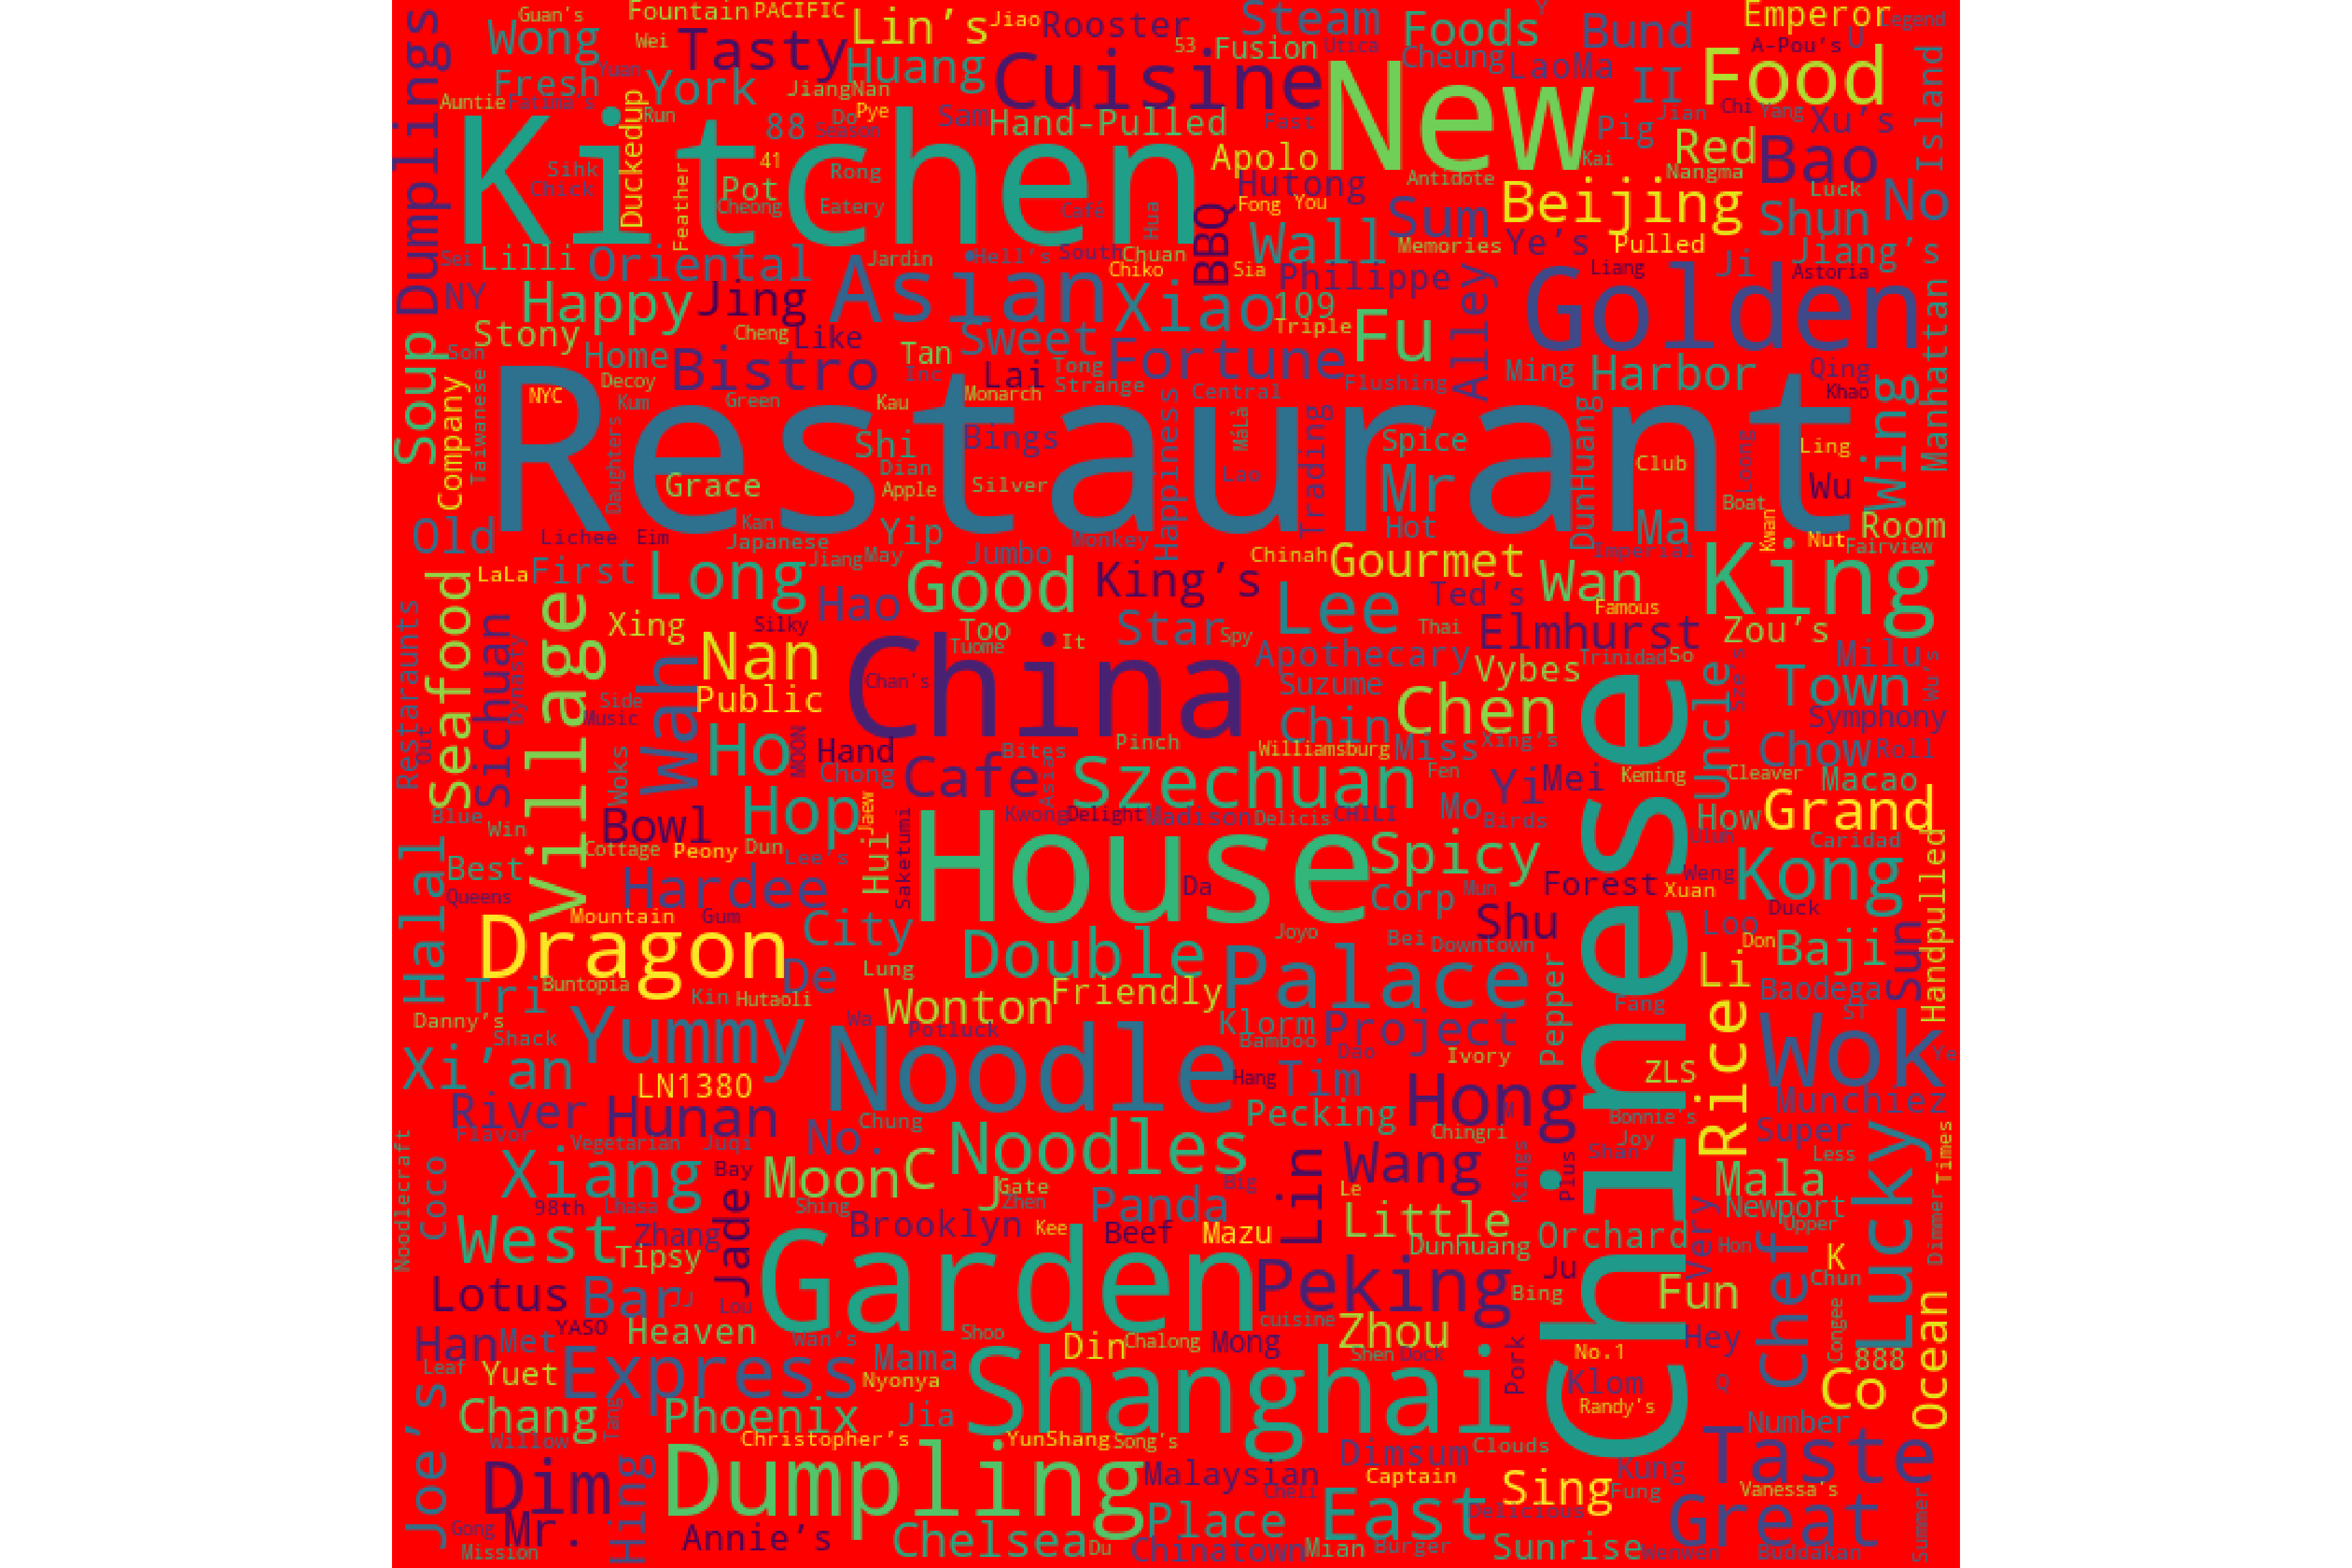 Guan's Fountain PACIFIC Lin's Jiao Rooster Steam Foods Bund Emperor Legend
Wong Wei Tasty Huang 53 Fusion Utica Cheung LaoMa A-Pou's U
Fresh Yuan York JiangNan Cuisine New II Food
Auntie Fatima's Run 88 Do Pye Sam Hand-Pulled Fast Pig Jian Chi Yang Xu's Island
Dumplings Kitchen Duckedup 41 Season Apolo Kai Red Bao
Sihk Chick Feather Pot Rong Hutong Antidote Nangma Luck No
Cheong Eatery Café Hua BBQ Fong You Sum Beijing Shun
Sei Lilli Oriental Jardin Hell's South Chuan Wall Memories Ye's Pulled Jiang's
NY Happy Jing Asian Chiko Xiao Sia Philippe Alley Liang Ji Astoria Golden Manhattan
Stony Cheng Like Sweet 109 Triple Fu
Soup Son Home Bistro Tan Lai Tong Fortune Ming Harbor Qing
Company Taiwanese NYC Decoy Kum Green Inc Kau Monarch Strange Central Flushing Khao Wing
Restaurant Daughters Shi Bings Happiness MáLà Trading Spice DunHuang Club Loong Ling
Grace Dian Apple Silver Lao Mr Boat Wu
Old Lichee Eim Kan Japanese Yip Jumbo Monkey Hot Ma Kwan Room
LaLa First Long Jiang May Good King's Chinah Gourmet Wan Imperial Nut Fairview King
Restaraunts Seafood Sichuan Village Xing Silky Hao Too Star Spy Lee Ted's Famous
Dynasty Wah Nan China Tuome It Apothecary Thai Elmhurst Trinidad So Zou's Milu
Side Music Public Chan's Suzume Vybes Chen Uncle Sze's Town Wu's
Out Ho MOON Hand Bites Pinch Chin Williamsburg Miss Xing's Chow Symphony Roll
Woks Chong Cafe Asian Szechuan Fen Yi Mei Keming Cleaver Macao
Blue Win Bowl Hop Jaew Kwong Delight Madison Delicis CHILI Mo Birds How Grand
Halal Best Cottage Peony Dun Lee's Hui Saketumi House Spicy Chinese Jun Caridad Handpulled
Queens Hardee Da Corp Mun Forest Weng Xuan Kong
Mountain Gum City Joyo Bei Downtown Shu Loo Duck
Dragon Lung Double Palace Pepper Don Baji Sun
Tri Buntopia Kin Hutaoli De Wonton Friendly Fang Li Baodega
Danny's Shack Yummy Wa Potluck Klorm Bamboo Project ST
Xi'an LN1380 Noodle Hang Dao Tim Ivory ZLS Rice Wok Ya
River Hunan No. Chung Pecking Hong Bonnie's Munchiez
Noodlecraft Flavor Vegetarian Juqi Noodles Chingri Joy Super Times
Coco Xiang Bay Moon C J Gate Big Lin Wang Kings Plus Shan Mala Less Lucky
98th Lhasa Jade Shing Zhen Panda Le Newport
West Zhang Tipsy Brooklyn Kee Beef Mazu Little Dunhuang Orchard Very Hon Upper Dimmer
Lotus Bar JJ Lou Garden Peking Bing Ju Fun Chef K Chun
Han Met YASO Heaven Wan's Shoo Din Chalong Mong cuisine Zhou Hey Congee Ocean
Leaf Yuet Express Mama Nyonya Shen Dock Pork No.1 888
Joe's Chang Tang Phoenix Jia Shanghai Klom Q Randy's Co
Willow Christopher's YunShang Song's Dimsum Clouds Number
Dim Hing Dumpling Malaysian Cheli Captain Sing Kung Fung Taste Vanessa's
Gong Mr. Annie's Place East Delicious Great Summer
Mission Chelsea Du Chinatown Mian Burger Sunrise Wenwen Buddakan